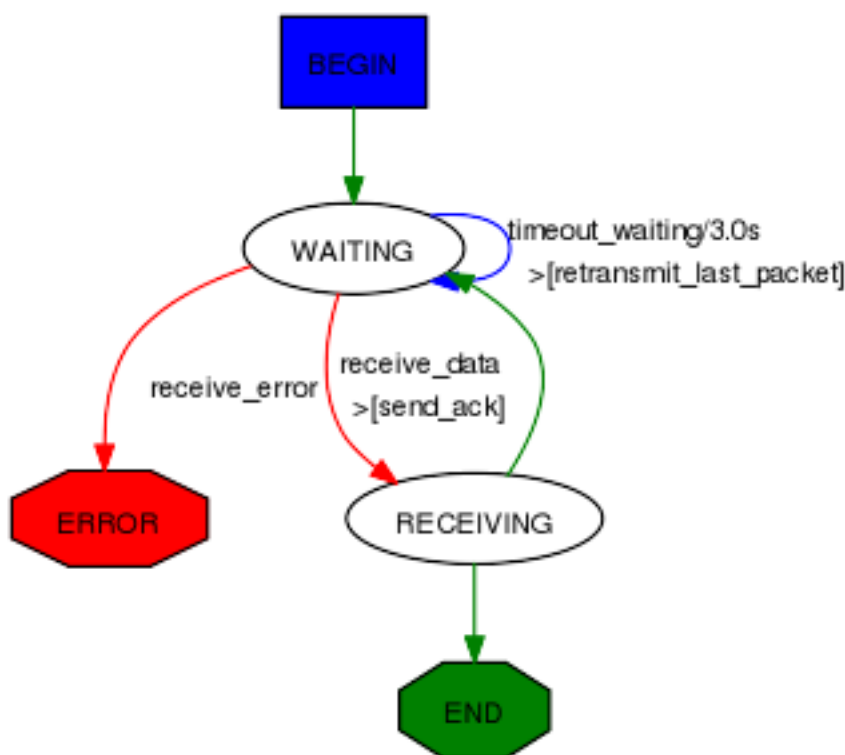 BEGIN
WAITING
timeout_waiting/3.0s
>[retransmit_last_packet]
receive_error
receive_data
>[send_ack]
ERROR
RECEIVING
END